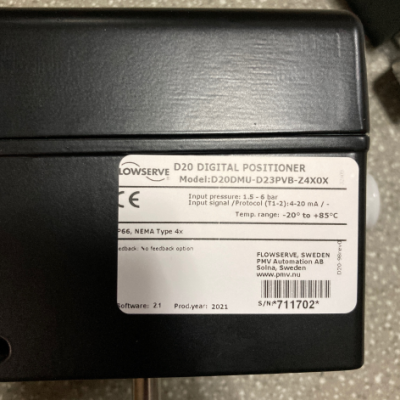 FLOWSERVE
D20 DIGITAL POSITIONER
Model:D20DMU-D23PVB-Z4X0X
CE
Input pressure: 1.5 - 6 bar
Input signal /Protocol (T1-2):4-20 mA / -
Temp. range: -20° to +85°C
IP66, NEMA Type 4x
Feedback: No feedback option
FLOWSERVE, SWEDEN
PMV Automation AB
Solna, Sweden
www.pmv.nu
Software: 21
Prod.year: 2021
S/N*711702*